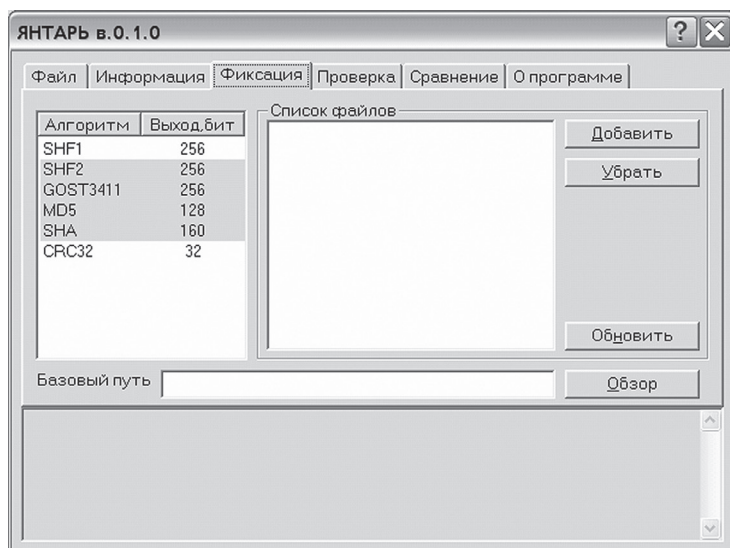 ЯНТАРЬ в.0.1.0
Файл Информация Фиксация Проверка Сравнение О программе
Алгоритм Выход,бит
SHF1 256
SHF2 256
GOST3411 256
MD5 128
SHA 160
CRC32 32
Список файлов
Добавить
Убрать
Обновить
Базовый путь
Обзор